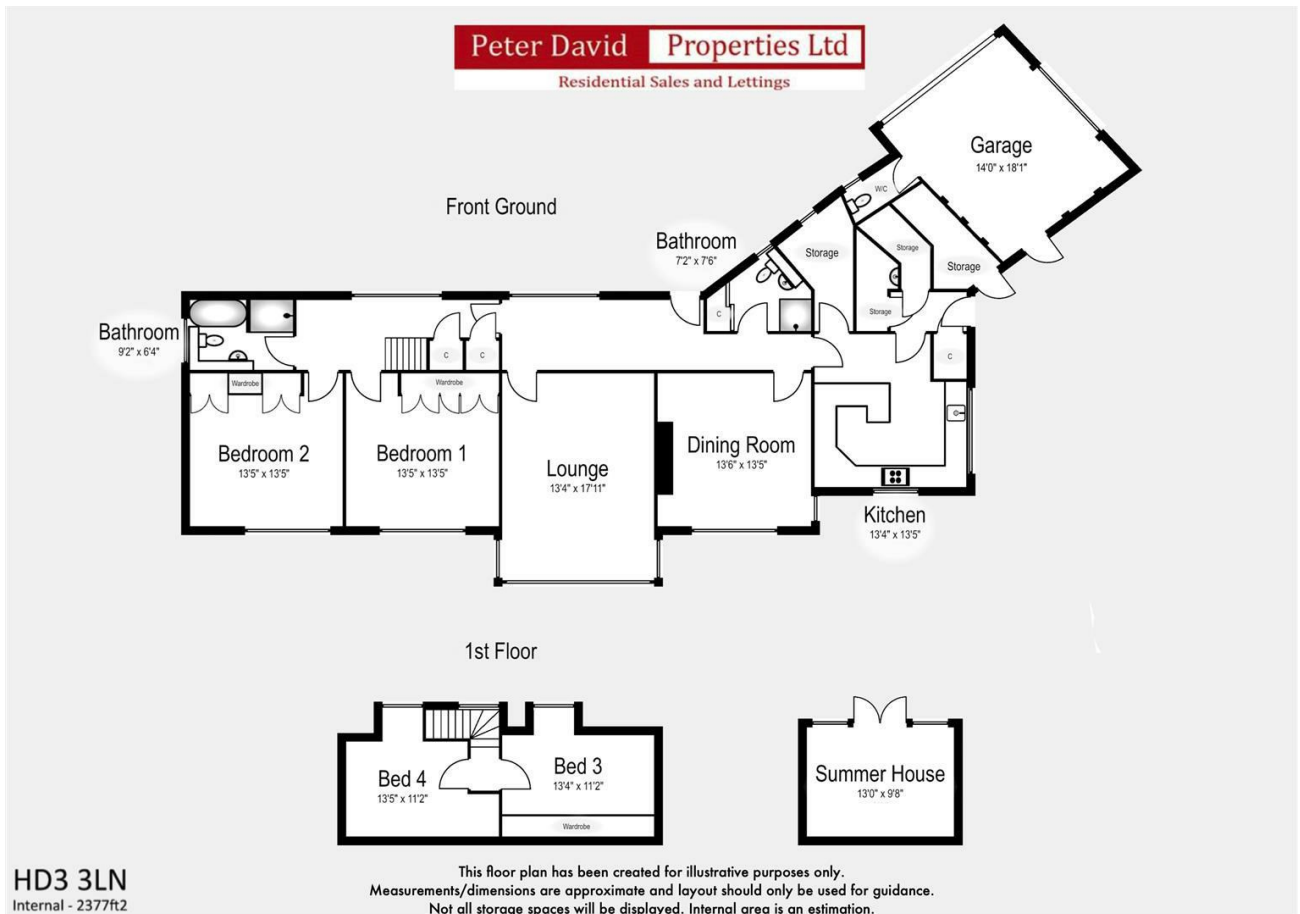 Peter David Properties Ltd
Residential Sales and Lettings
Front Ground
Garage
14'0" x 18'1"
W/C
Bathroom
7'2" x 7'6"
Storage
Storage
Storage
Storage
Bathroom
9'2" x 6'4"
C
C
C
C
Wardrobe
Wardrobe
Bedroom 2
13'5" x 13'5"
Bedroom 1
13'5" x 13'5"
Lounge
13'4" x 17'11"
Dining Room
13'6" x 13'5"
Kitchen
13'4" x 13'5"
1st Floor
Bed 4
13'5" x 11'2"
Bed 3
13'4" x 11'2"
Wardrobe
Summer House
13'0" x 9'8"
HD3 3LN
Internal - 2377ft2
This floor plan has been created for illustrative purposes only.
Measurements/dimensions are approximate and layout should only be used for guidance.
Not all storage spaces will be displayed. Internal area is an estimation.